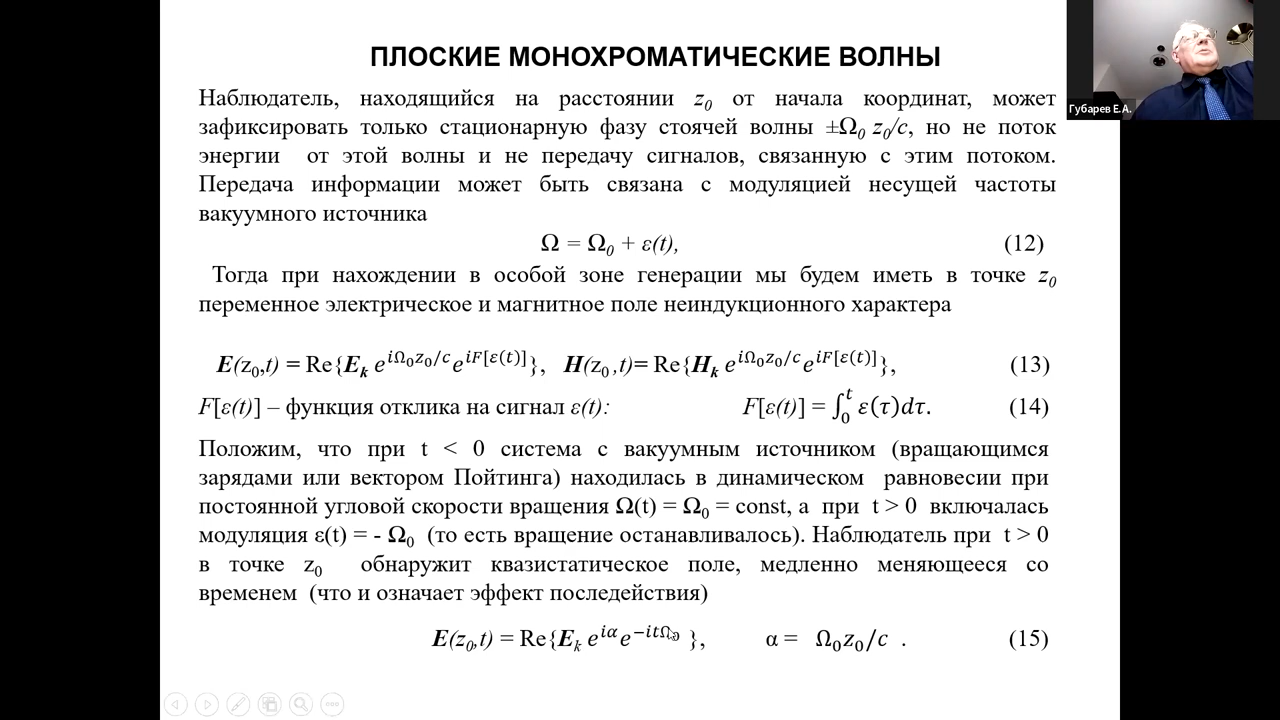 ПЛОСКИЕ МОНОХРОМАТИЧЕСКИЕ ВОЛНЫ
Губарев Е.А.
Наблюдатель, находящийся на расстоянии z₀ от начала координат, может
зафиксировать только стационарную фазу стоячей волны ±Ω₀ z₀/c, но не поток
энергии от этой волны и не передачу сигналов, связанную с этим потоком.
Передача информации может быть связана с модуляцией несущей частоты
вакуумного источника
Ω = Ω₀ + ε(t), (12)
Тогда при нахождении в особой зоне генерации мы будем иметь в точке z₀
переменное электрическое и магнитное поле неиндукционного характера
E(z₀,t) = Re{E_k e^{iΩ₀z₀/c} e^{iF[ε(t)]}}, H(z₀ ,t)= Re{H_k e^{iΩ₀z₀/c} e^{iF[ε(t)]}}, (13)
F[ε(t)] – функция отклика на сигнал ε(t): F[ε(t)] = ∫₀ᵗ ε(τ)dτ. (14)
Положим, что при t < 0 система с вакуумным источником (вращающимся
зарядами или вектором Пойтинга) находилась в динамическом равновесии при
постоянной угловой скорости вращения Ω(t) = Ω₀ = const, а при t > 0 включалась
модуляция ε(t) = - Ω₀ (то есть вращение останавливалось). Наблюдатель при t > 0
в точке z₀ обнаружит квазистатическое поле, медленно меняющееся со
временем (что и означает эффект последействия)
E(z₀,t) = Re{E_k e^{iα} e^{−itΩ₀} }, α = Ω₀z₀/c . (15)